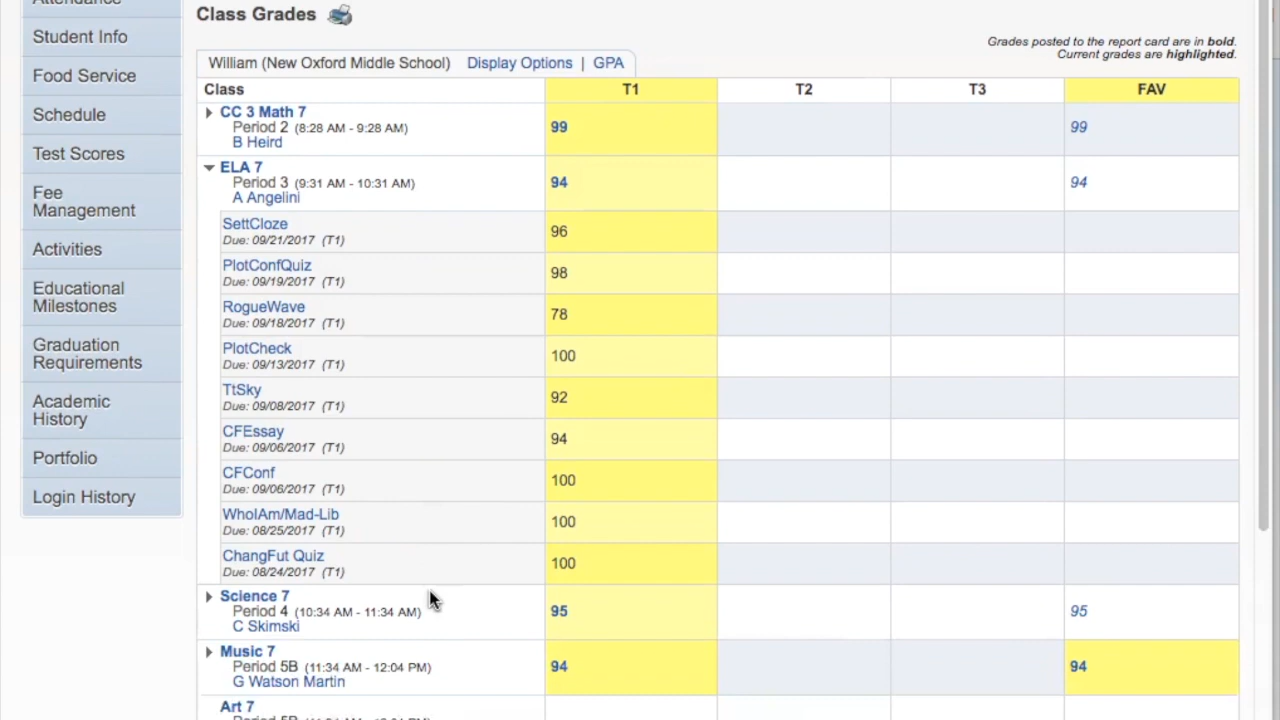 Attendance
Student Info
Food Service
Schedule
Test Scores
Fee
Management
Activities
Educational
Milestones
Graduation
Requirements
Academic
History
Portfolio
Login History
Class Grades
Grades posted to the report card are in bold.
Current grades are highlighted.
William (New Oxford Middle School) Display Options | GPA
Class T1 T2 T3 FAV
CC 3 Math 7
Period 2 (8:28 AM - 9:28 AM) 99 99
B Heird
ELA 7
Period 3 (9:31 AM - 10:31 AM) 94 94
A Angelini
SettCloze
Due: 09/21/2017 (T1) 96
PlotConfQuiz
Due: 09/19/2017 (T1) 98
RogueWave
Due: 09/18/2017 (T1) 78
PlotCheck
Due: 09/13/2017 (T1) 100
TtSky
Due: 09/08/2017 (T1) 92
CFEssay
Due: 09/06/2017 (T1) 94
CFConf
Due: 09/06/2017 (T1) 100
WhoIAm/Mad-Lib
Due: 08/25/2017 (T1) 100
ChangFut Quiz
Due: 08/24/2017 (T1) 100
Science 7
Period 4 (10:34 AM - 11:34 AM) 95 95
C Skimski
Music 7
Period 5B (11:34 AM - 12:04 PM) 94 94
G Watson Martin
Art 7